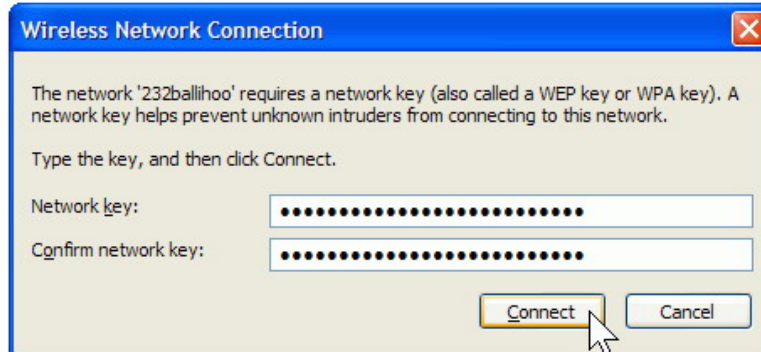 Wireless Network Connection
The network '232ballihoo' requires a network key (also called a WEP key or WPA key). A
network key helps prevent unknown intruders from connecting to this network.
Type the key, and then click Connect.
Network key: ••••••••••••••••••••••••••
Confirm network key: ••••••••••••••••••••••••••
Connect Cancel